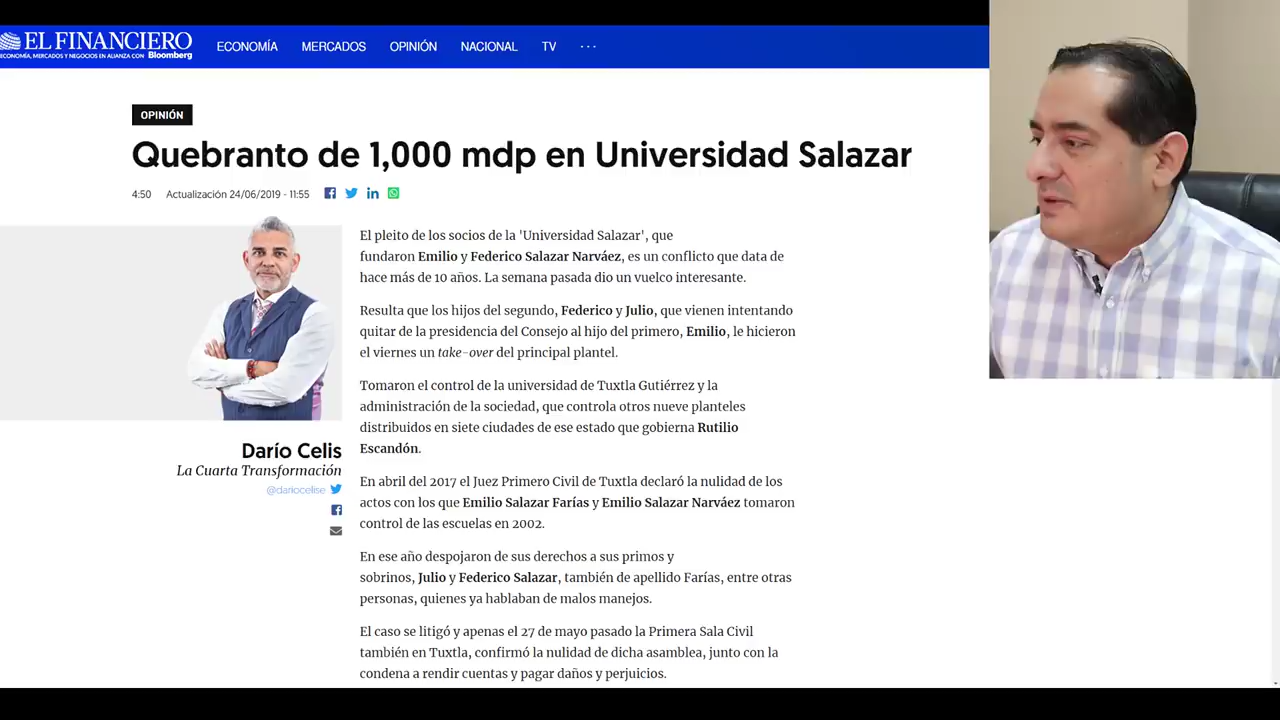 EL FINANCIERO
ECONOMÍA, MERCADOS Y NEGOCIOS EN ALIANZA CON Bloomberg
ECONOMÍA MERCADOS OPINIÓN NACIONAL TV ···
OPINIÓN
Quebranto de 1,000 mdp en Universidad Salazar
4:50 Actualización 24/06/2019 - 11:55
El pleito de los socios de la 'Universidad Salazar', que
fundaron Emilio y Federico Salazar Narváez, es un conflicto que data de
hace más de 10 años. La semana pasada dio un vuelco interesante.
Resulta que los hijos del segundo, Federico y Julio, que vienen intentando
quitar de la presidencia del Consejo al hijo del primero, Emilio, le hicieron
el viernes un take-over del principal plantel.
Tomaron el control de la universidad de Tuxtla Gutiérrez y la
administración de la sociedad, que controla otros nueve planteles
distribuidos en siete ciudades de ese estado que gobierna Rutilio
Escandón.
En abril del 2017 el Juez Primero Civil de Tuxtla declaró la nulidad de los
actos con los que Emilio Salazar Farías y Emilio Salazar Narváez tomaron
control de las escuelas en 2002.
En ese año despojaron de sus derechos a sus primos y
sobrinos, Julio y Federico Salazar, también de apellido Farías, entre otras
personas, quienes ya hablaban de malos manejos.
El caso se litigó y apenas el 27 de mayo pasado la Primera Sala Civil
también en Tuxtla, confirmó la nulidad de dicha asamblea, junto con la
condena a rendir cuentas y pagar daños y perjuicios.
Darío Celis
La Cuarta Transformación
@dariocelise